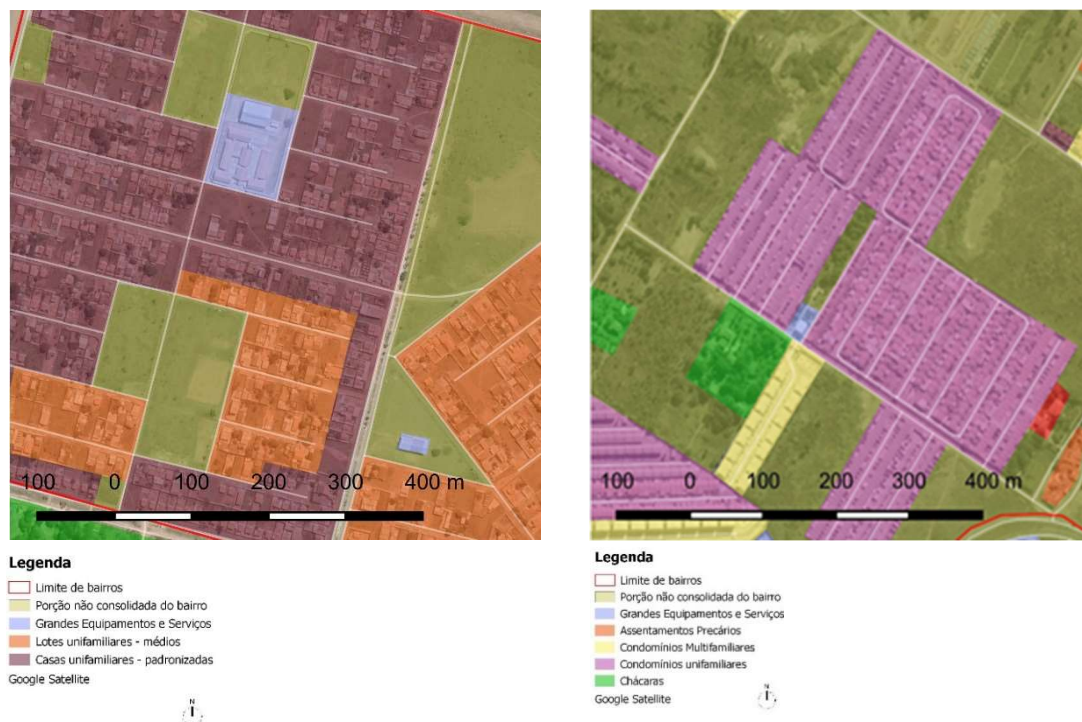 100 0 100 200 300 400 m
Legenda
Limite de bairros
Porção não consolidada do bairro
Grandes Equipamentos e Serviços
Lotes unifamiliares - médios
Casas unifamiliares - padronizadas
Google Satellite
N
100 0 100 200 300 400 m
Legenda
Limite de bairros
Porção não consolidada do bairro
Grandes Equipamentos e Serviços
Assentamentos Precários
Condomínios Multifamiliares
Condomínios unifamiliares
Chácaras
Google Satellite
N